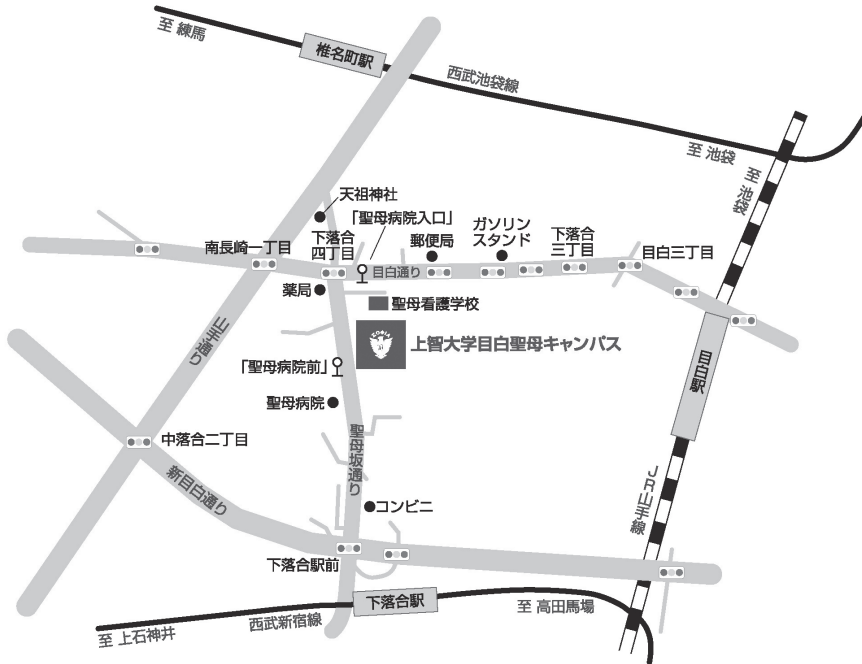 至 練馬
椎名町駅
西武池袋線
至 池袋
至 池袋
天祖神社
「聖母病院入口」
南長崎一丁目
下落合
四丁目
郵便局
ガソリン
スタンド
下落合
三丁目
目白三丁目
目白通り
薬局
聖母看護学校
上智大学目白聖母キャンパス
山手通り
「聖母病院前」
目白駅
聖母病院
中落合二丁目
聖母坂通り
新目白通り
コンビニ
JR山手線
下落合駅前
下落合駅
至 高田馬場
西武新宿線
至 上石神井